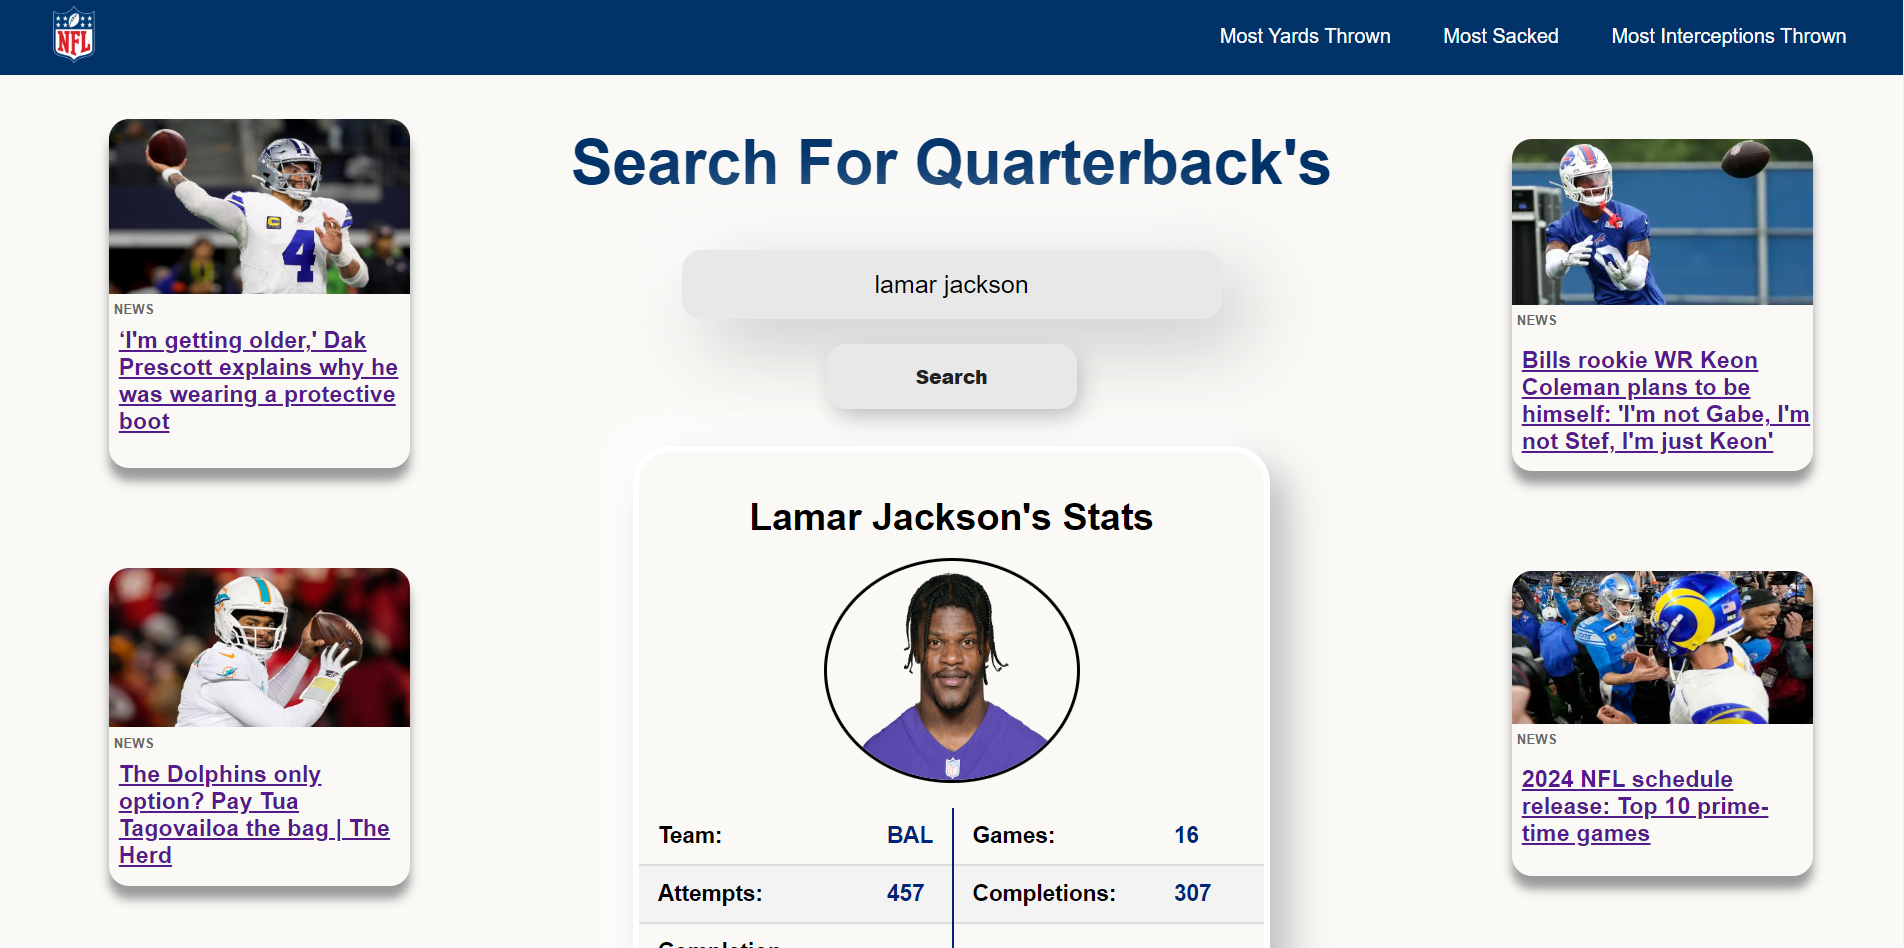 NFL
Most Yards Thrown
Most Sacked
Most Interceptions Thrown
Search For Quarterback's
lamar jackson
Search
4
NEWS
‘I'm getting older,' Dak
Prescott explains why he
was wearing a protective
boot
NEWS
The Dolphins only
option? Pay Tua
Tagovailoa the bag | The
Herd
Lamar Jackson's Stats
Team: BAL
Games: 16
Attempts: 457
Completions: 307
NEWS
Bills rookie WR Keon
Coleman plans to be
himself: 'I'm not Gabe, I'm
not Stef, I'm just Keon'
NEWS
2024 NFL schedule
release: Top 10 prime-
time games